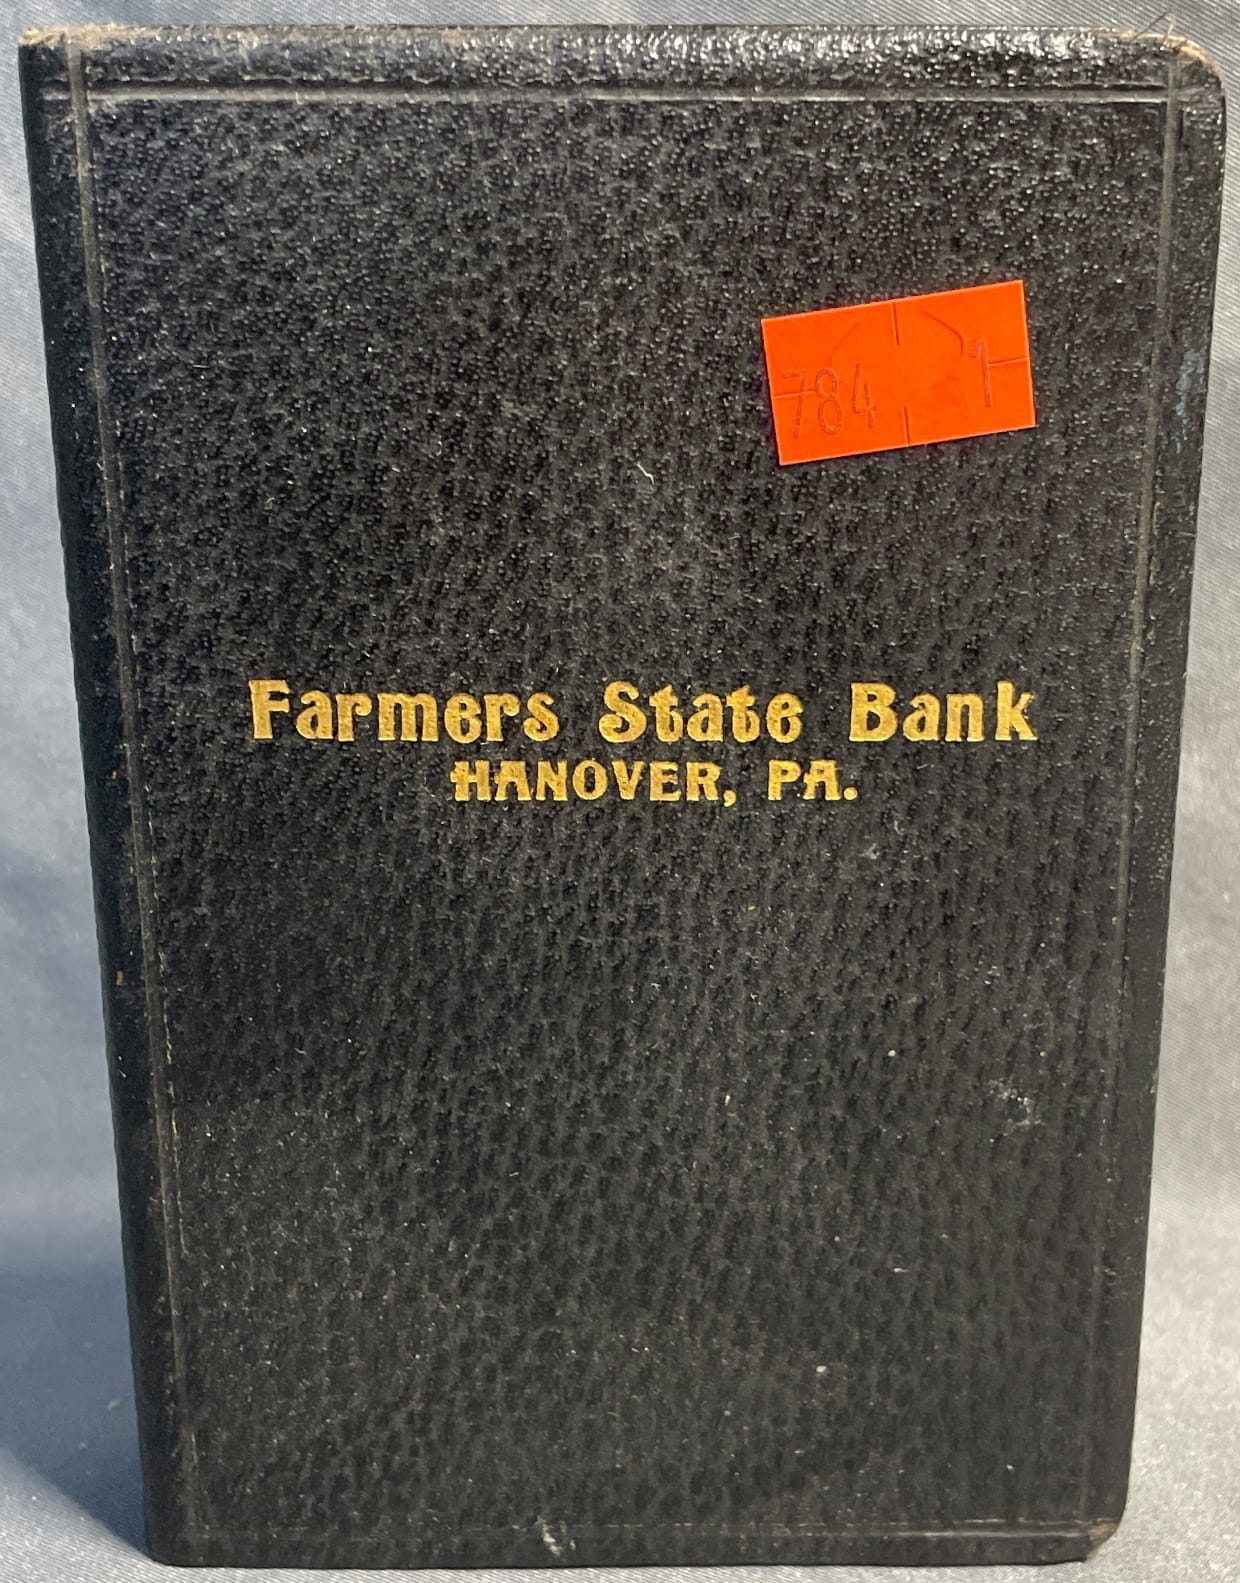 784 1
Farmers State Bank
HANOVER, PA.